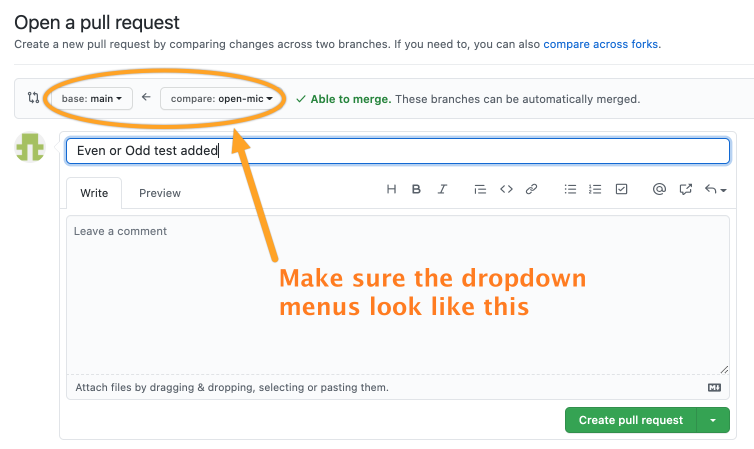 Open a pull request
Create a new pull request by comparing changes across two branches. If you need to, you can also compare across forks.
base: main compare: open-mic Able to merge. These branches can be automatically merged.
Even or Odd test added
Write Preview
Leave a comment
Make sure the dropdown
menus look like this
Attach files by dragging & dropping, selecting or pasting them.
Create pull request